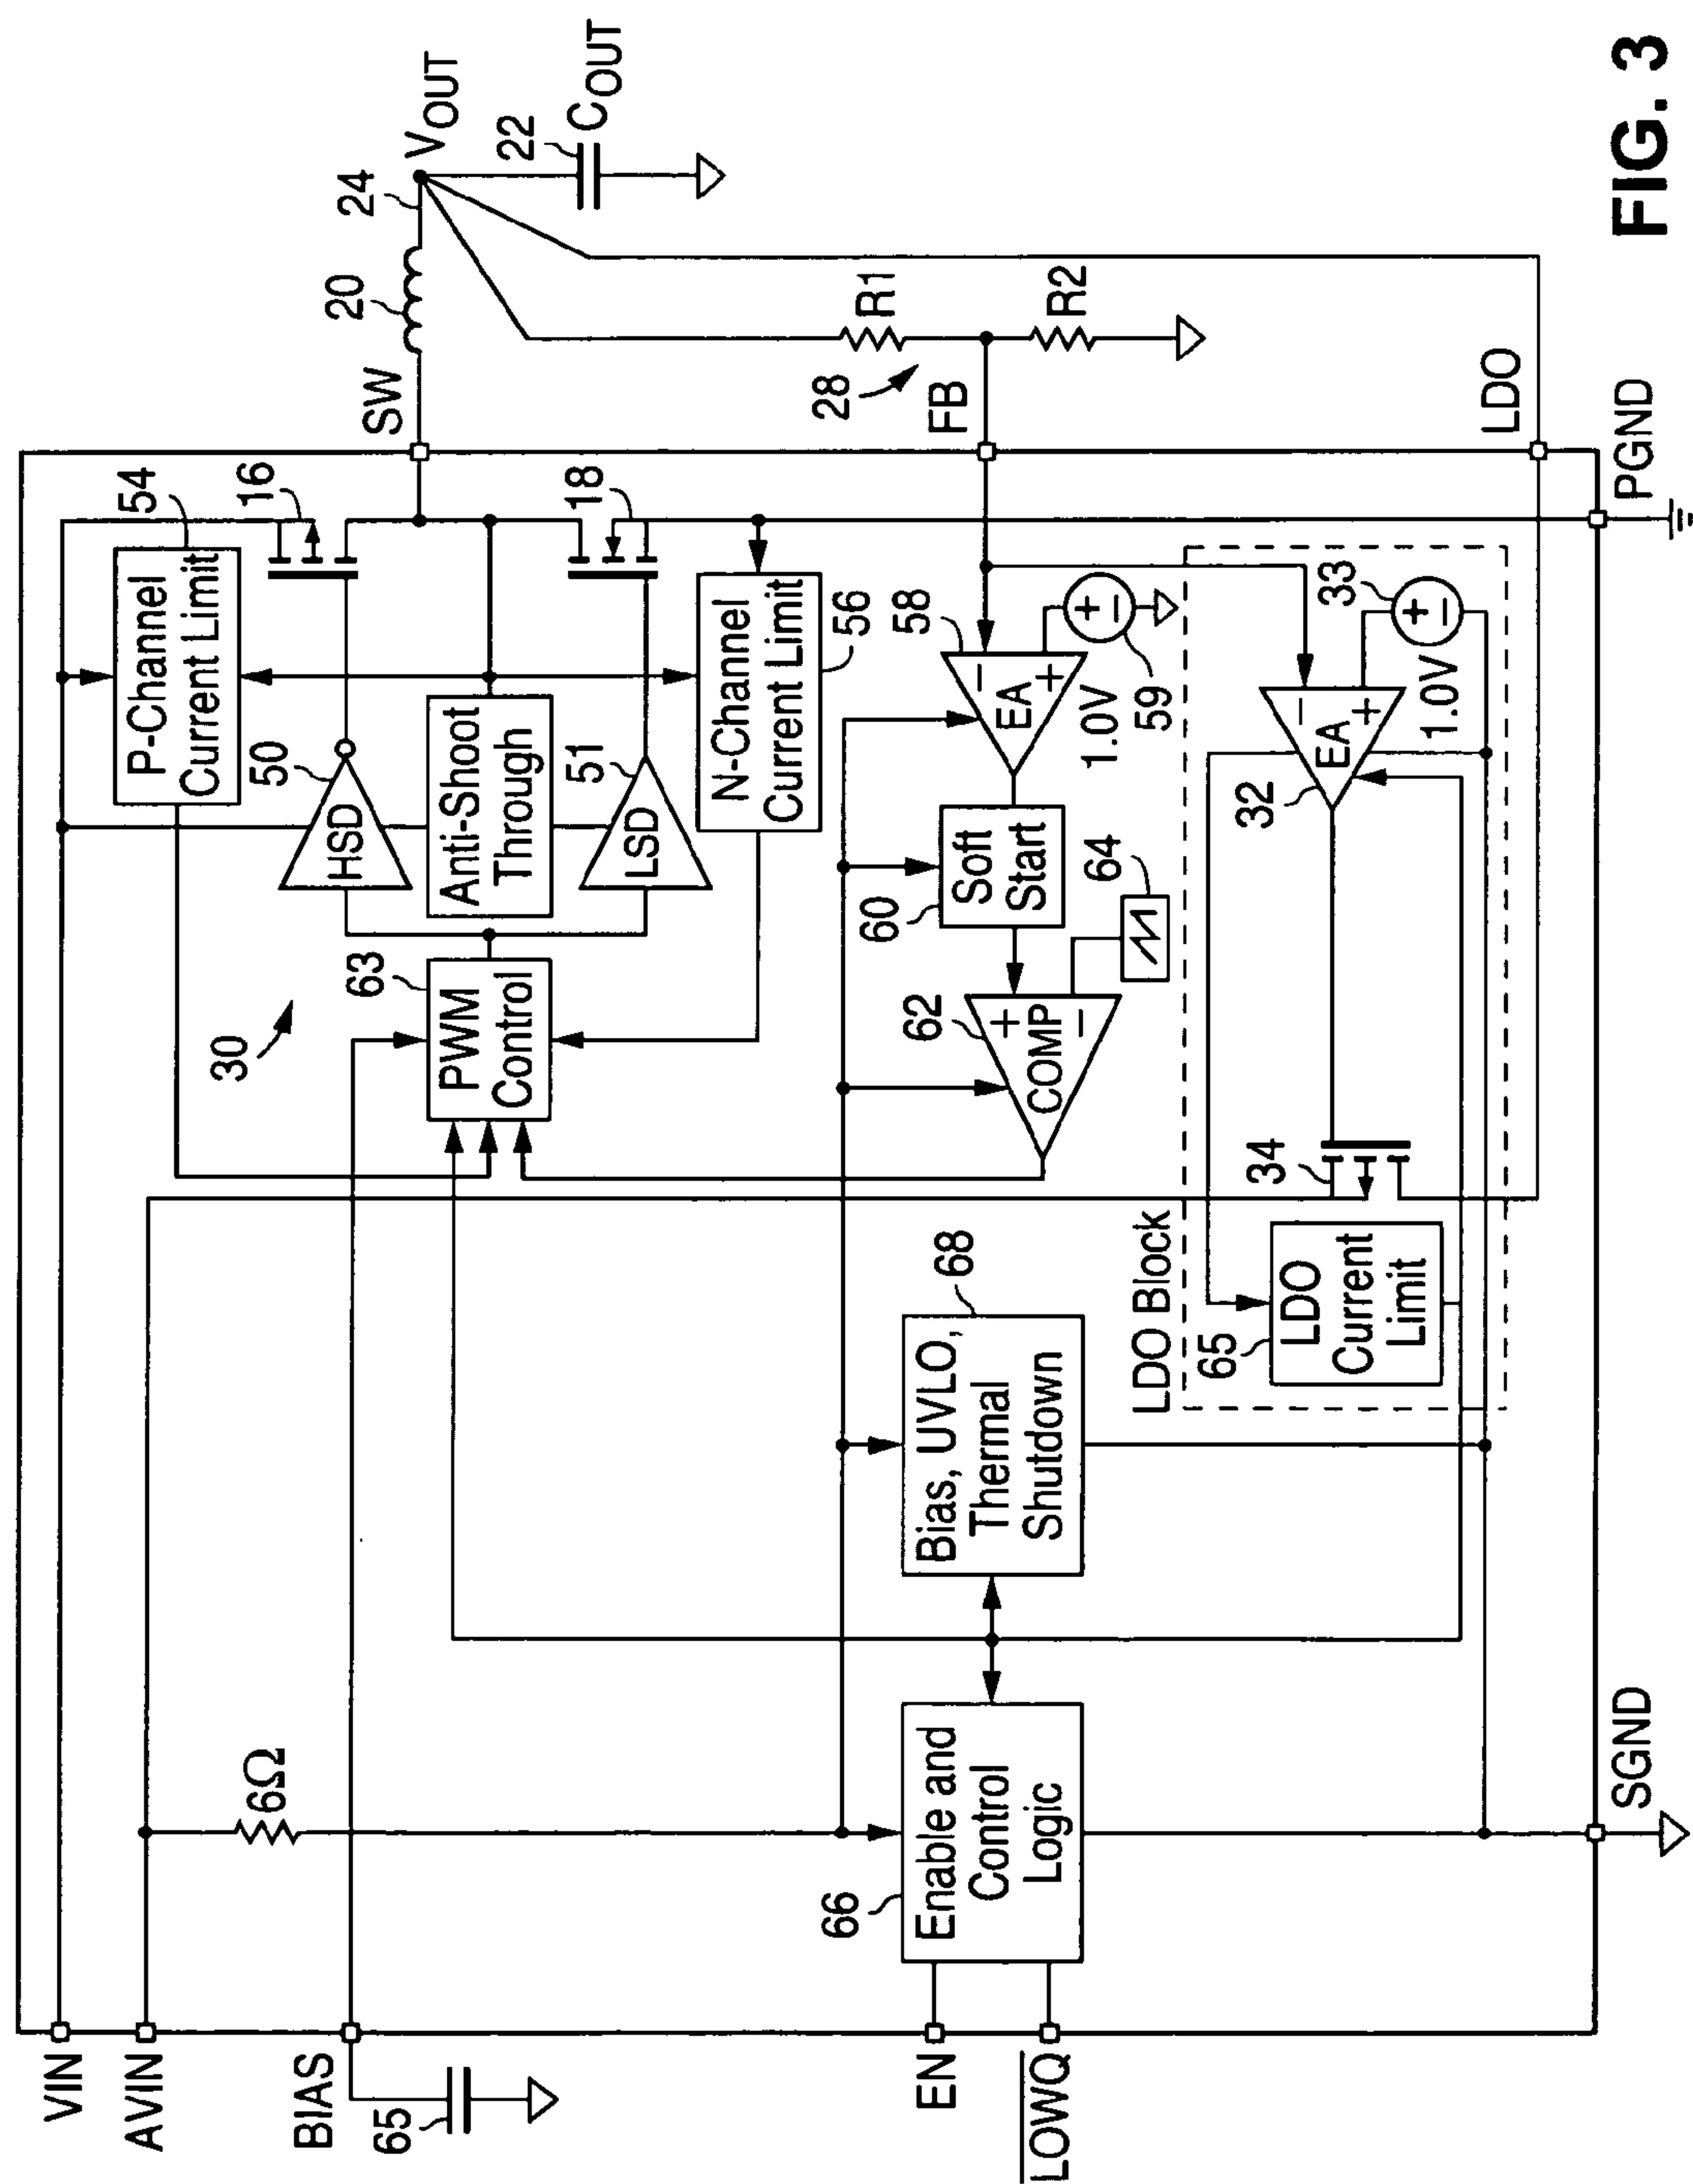 VIN
AVIN
BIAS
65
EN
LOWQ
6Ω
66
Enable and
Control
Logic
SGND
68
Bias, UVLO,
Thermal
Shutdown
30
63
PWM
Control
P-Channel
Current Limit
54
50
HSD
Anti-Shoot
Through
51
LSD
N-Channel
Current Limit
56
16
18
SW
20
24
VOUT
22
COUT
28
R1
R2
FB
58
EA
−
+
1.0V
59
60
Soft
Start
62
+
COMP
−
64
LDO Block
65
LDO
Current
Limit
34
32
EA
−
+
33
1.0V
+
−
+
−
LDO
PGND
FIG. 3